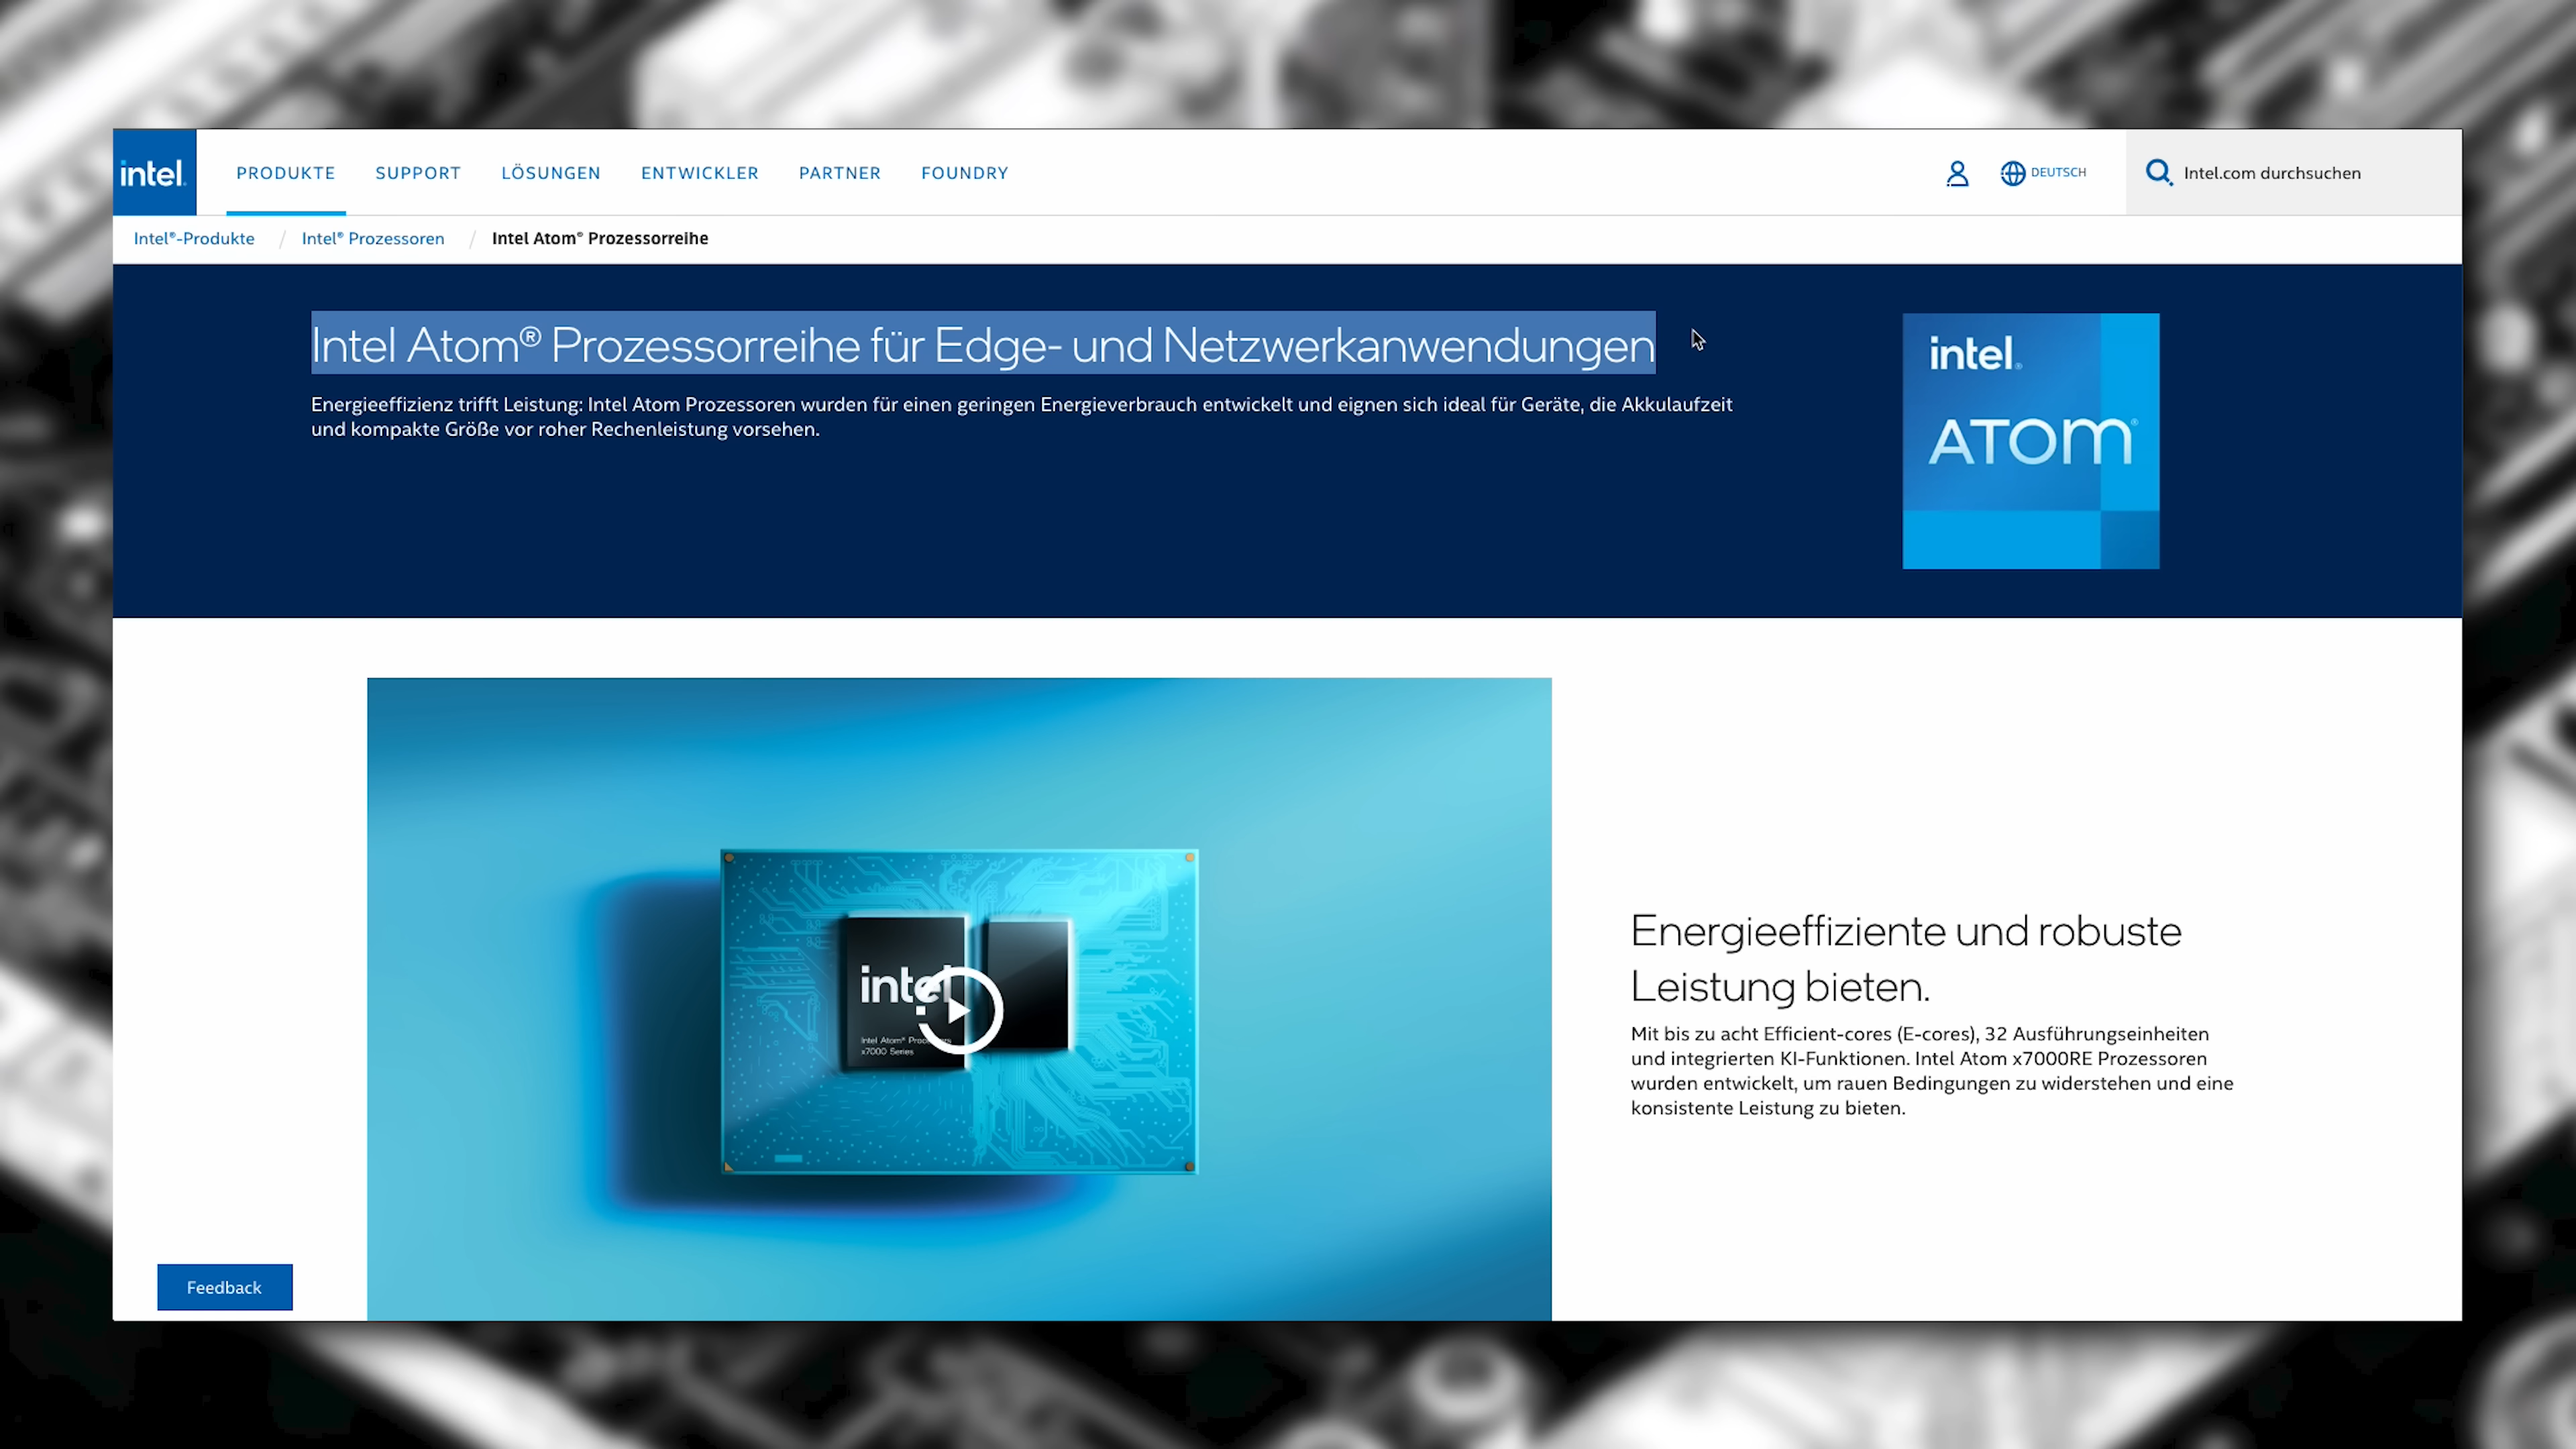 intel.
PRODUKTE
SUPPORT
LÖSUNGEN
ENTWICKLER
PARTNER
FOUNDRY
DEUTSCH
Intel.com durchsuchen
Intel®-Produkte / Intel® Prozessoren / Intel Atom® Prozessorreihe
Intel Atom® Prozessorreihe für Edge- und Netzwerkanwendungen
Energieeffizienz trifft Leistung: Intel Atom Prozessoren wurden für einen geringen Energieverbrauch entwickelt und eignen sich ideal für Geräte, die Akkulaufzeit
und kompakte Größe vor roher Rechenleistung vorsehen.
intel®
ATOM®
intel
Intel Atom®
x7000 Series
Energieeffiziente und robuste
Leistung bieten.
Mit bis zu acht Efficient-cores (E-cores), 32 Ausführungseinheiten
und integrierten KI-Funktionen. Intel Atom x7000RE Prozessoren
wurden entwickelt, um rauen Bedingungen zu widerstehen und eine
konsistente Leistung zu bieten.
Feedback